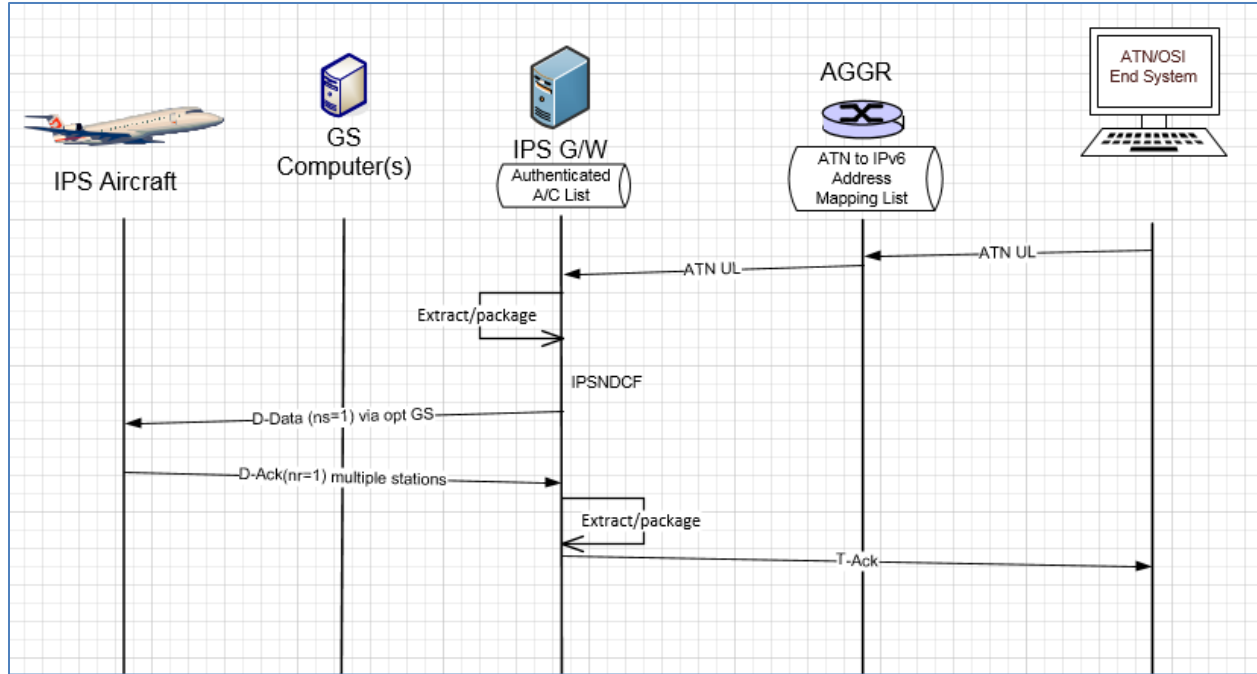 IPS Aircraft
GS
Computer(s)
IPS G/W
Authenticated
A/C List
AGGR
ATN to IPv6
Address
Mapping List
ATN/OSI
End System
ATN UL
ATN UL
Extract/package
IPSNDCF
D-Data (ns=1) via opt GS
D-Ack(nr=1) multiple stations
Extract/package
T-Ack